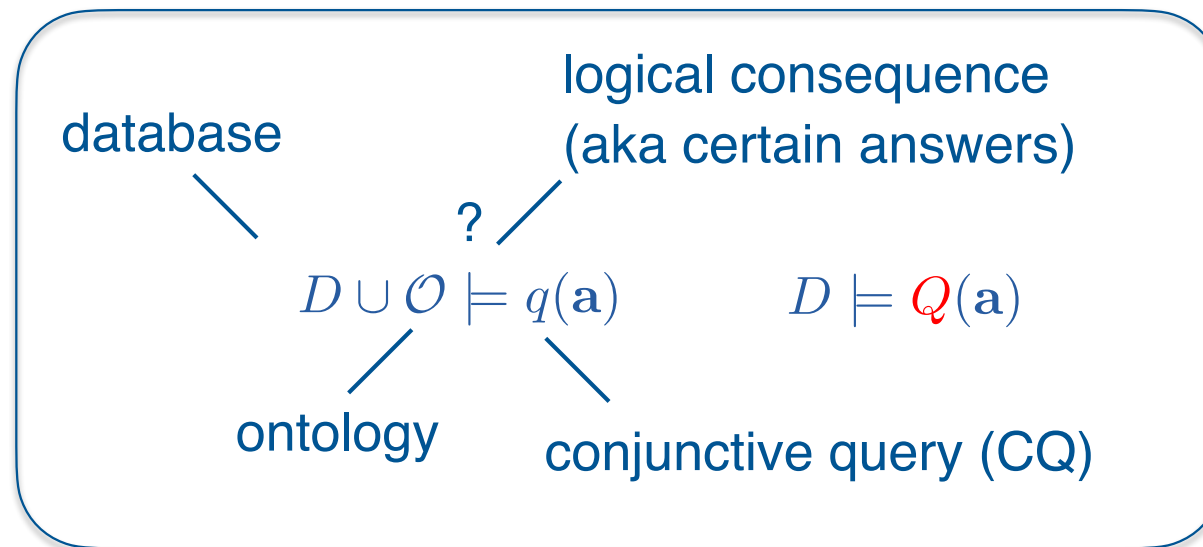 logical consequence
database
(aka certain answers)
?
D ∪ 𝒪 ⊨ q(𝐚)
D ⊨ Q(𝐚)
ontology
conjunctive query (CQ)